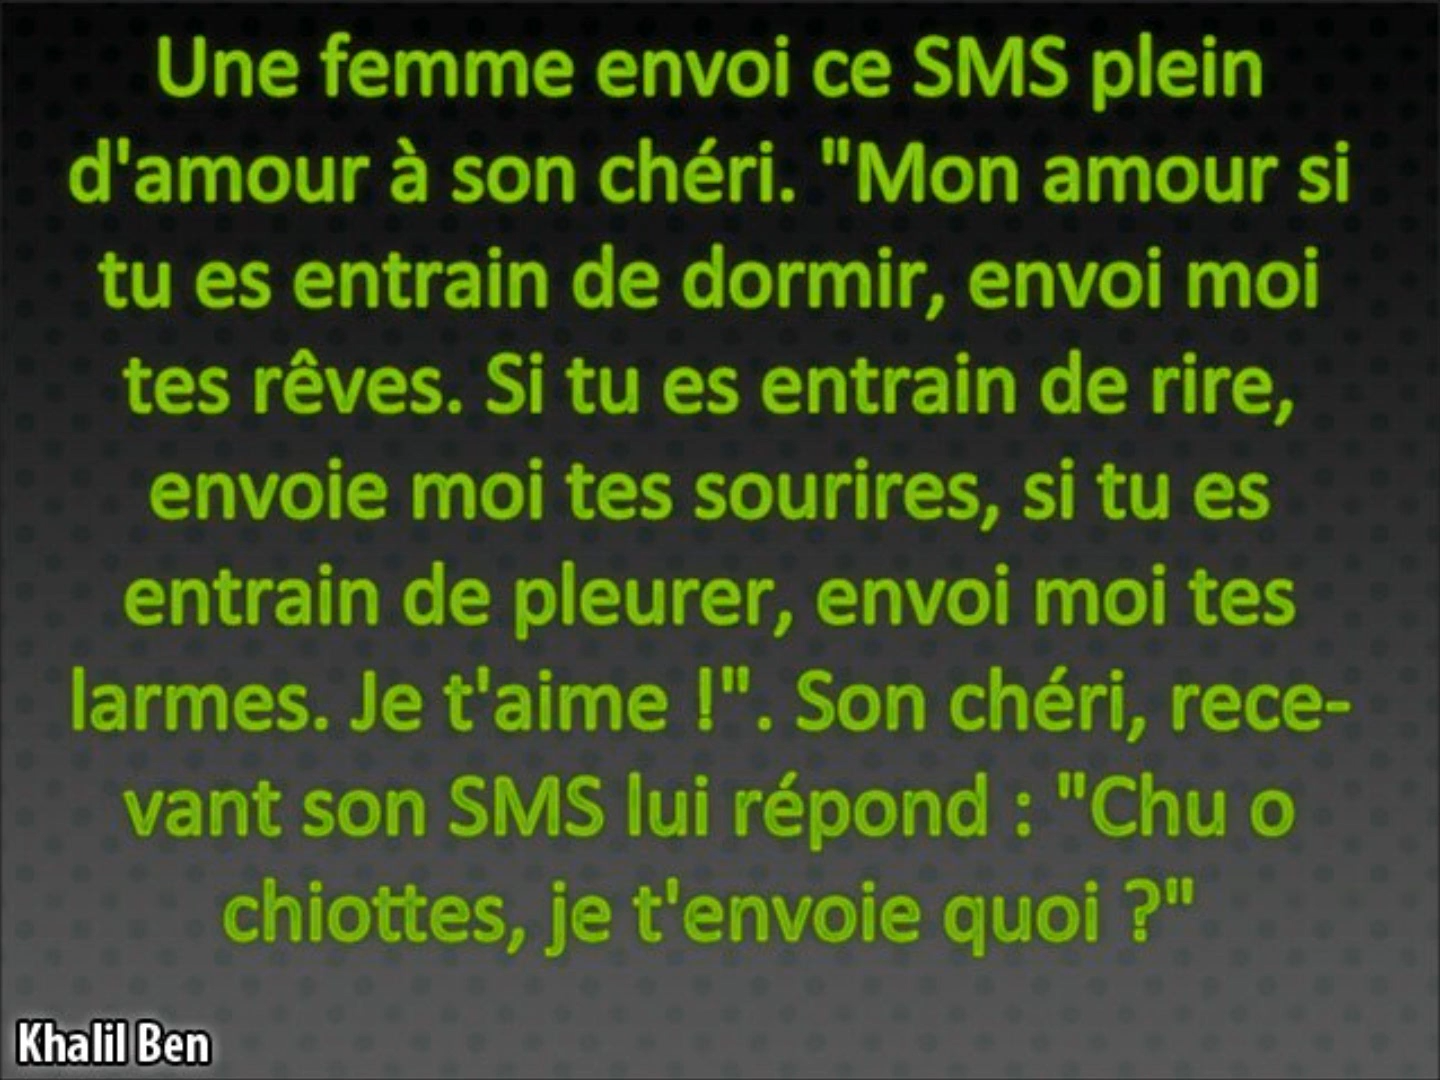 Une femme envoi ce SMS plein
d'amour à son chéri. "Mon amour si
tu es entrain de dormir, envoi moi
tes rêves. Si tu es entrain de rire,
envoie moi tes sourires, si tu es
entrain de pleurer, envoi moi tes
larmes. Je t'aime !". Son chéri, rece-
vant son SMS lui répond : "Chu o
chiottes, je t'envoie quoi ?"
Khalil Ben